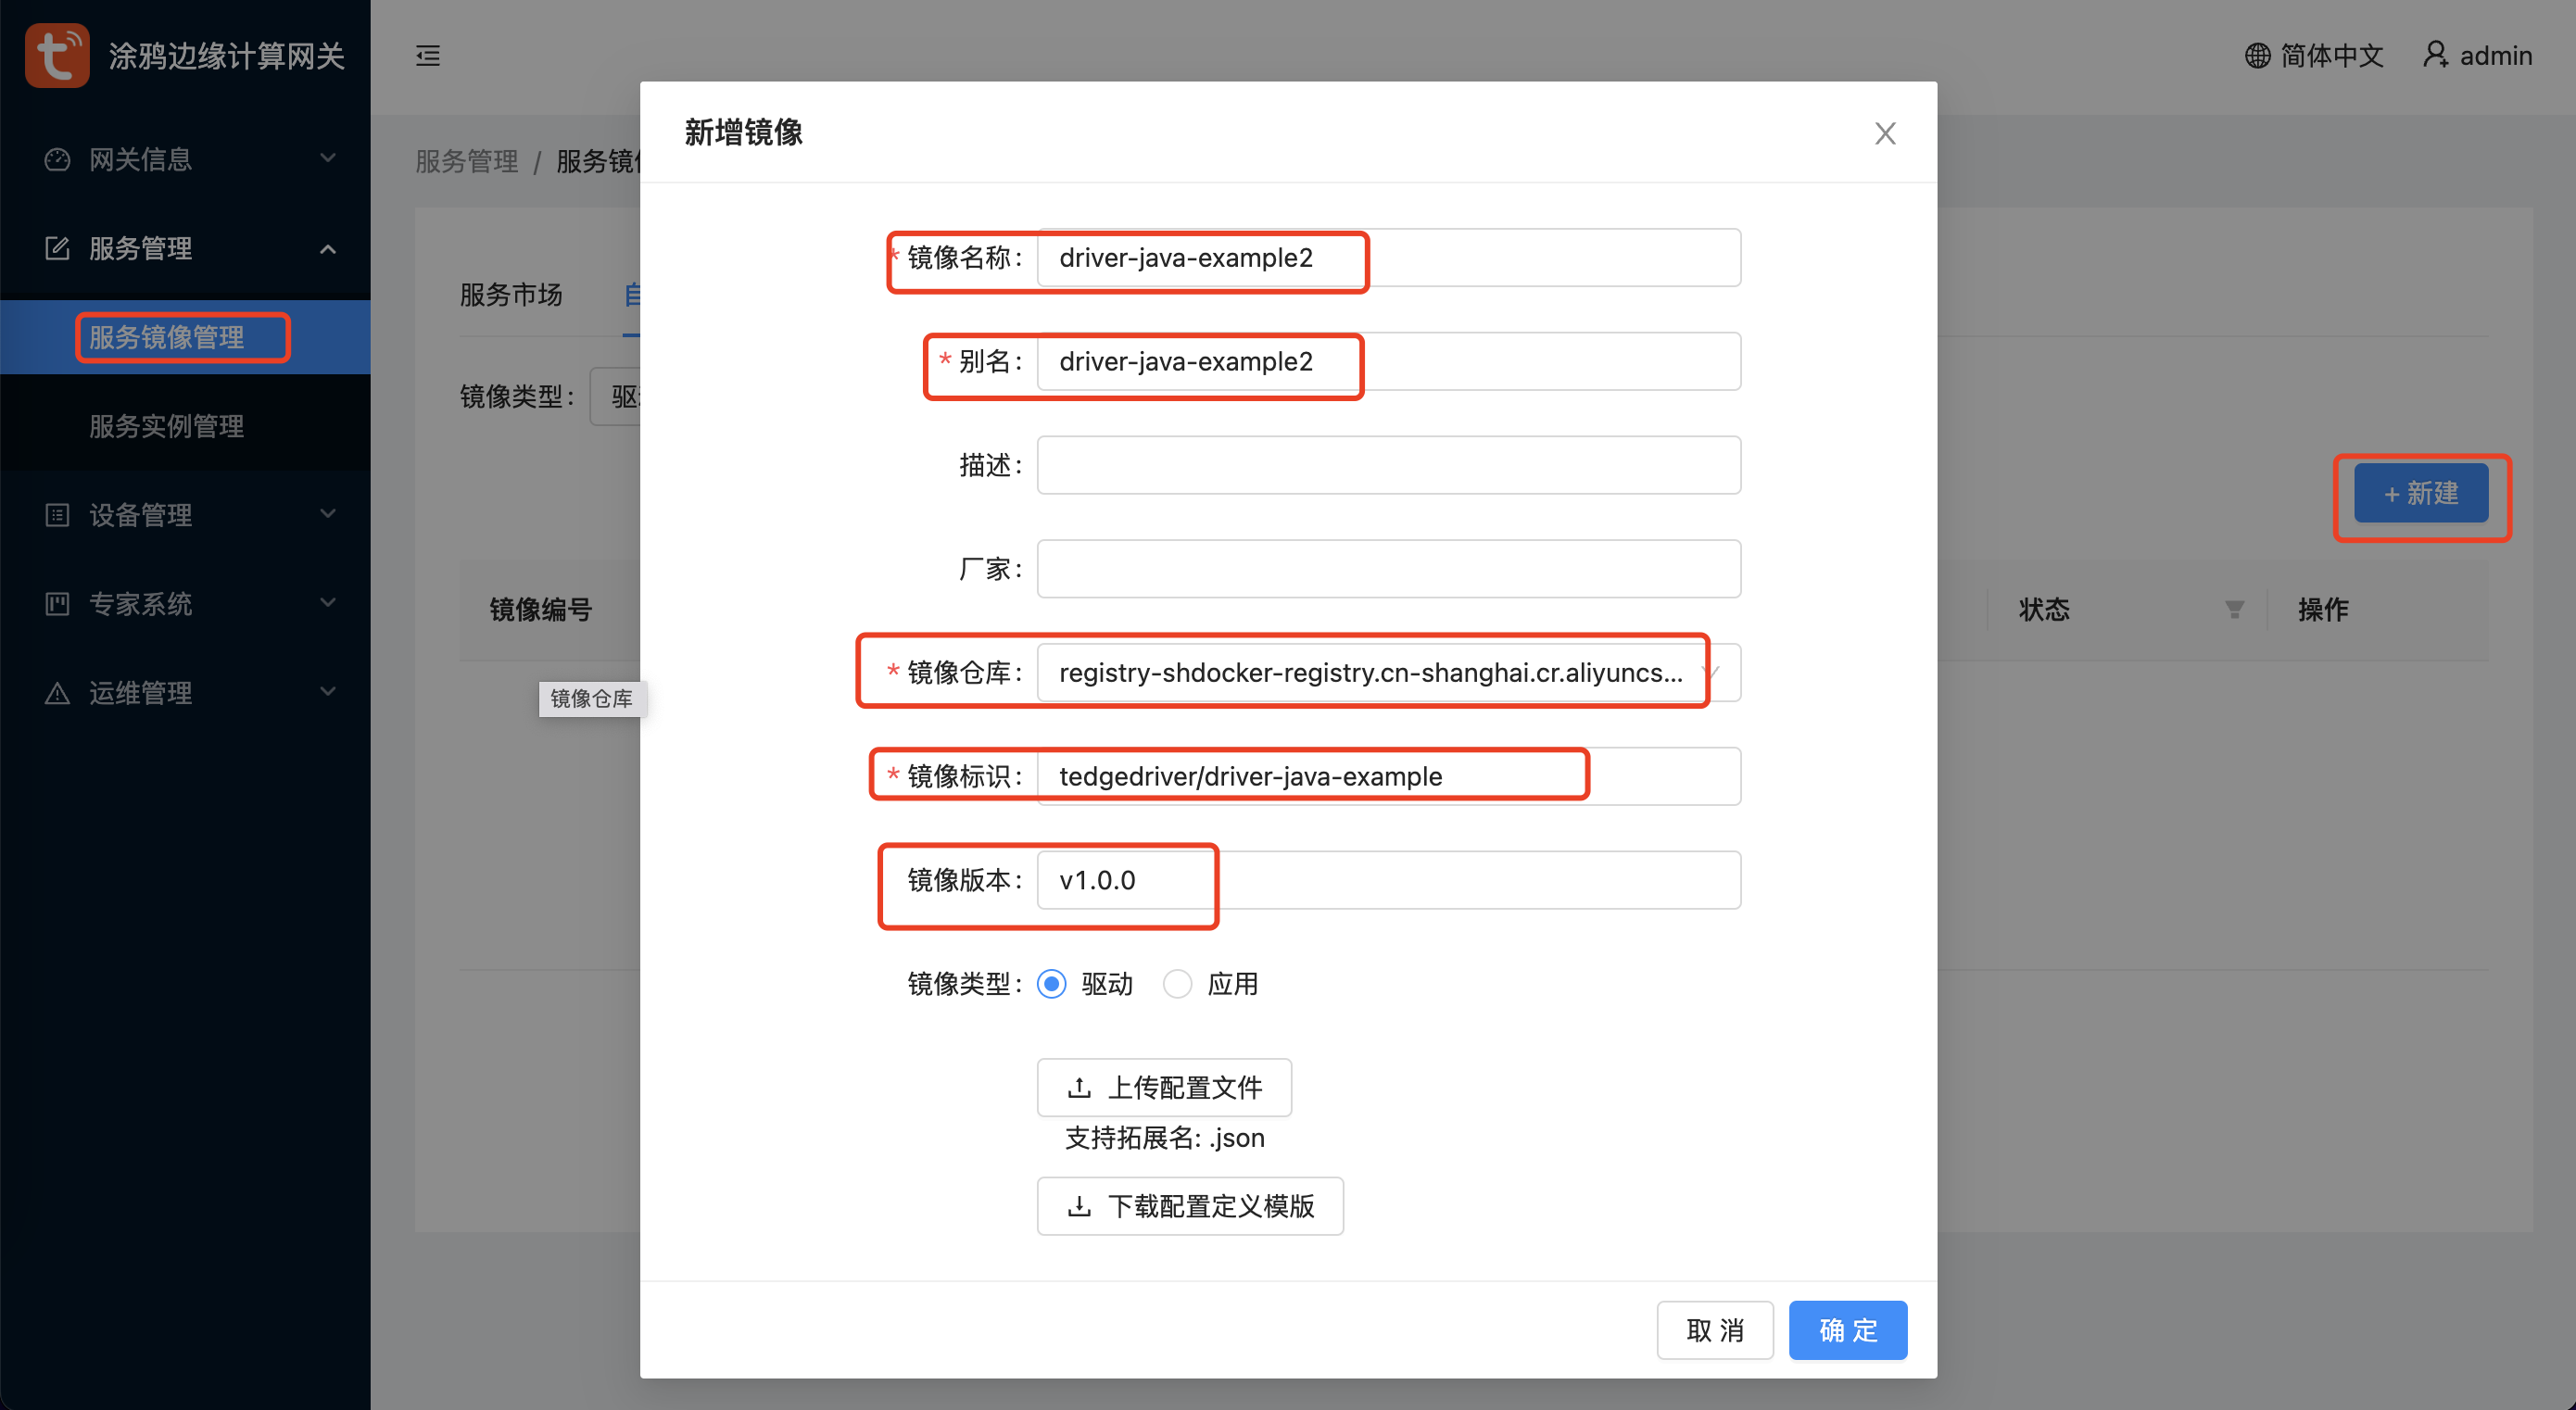 涂鸦边缘计算网关
简体中文
admin
网关信息
服务管理
服务镜像管理
服务实例管理
设备管理
专家系统
运维管理
服务管理 / 服务镜
服务市场
镜像类型：
+ 新建
镜像编号
状态
操作
镜像仓库
新增镜像
* 镜像名称： driver-java-example2
* 别名： driver-java-example2
描述：
厂家：
* 镜像仓库： registry-shdocker-registry.cn-shanghai.cr.aliyuncs...
* 镜像标识： tedgedriver/driver-java-example
镜像版本： v1.0.0
镜像类型： 驱动 应用
上传配置文件
支持拓展名: .json
下载配置定义模版
取 消
确 定